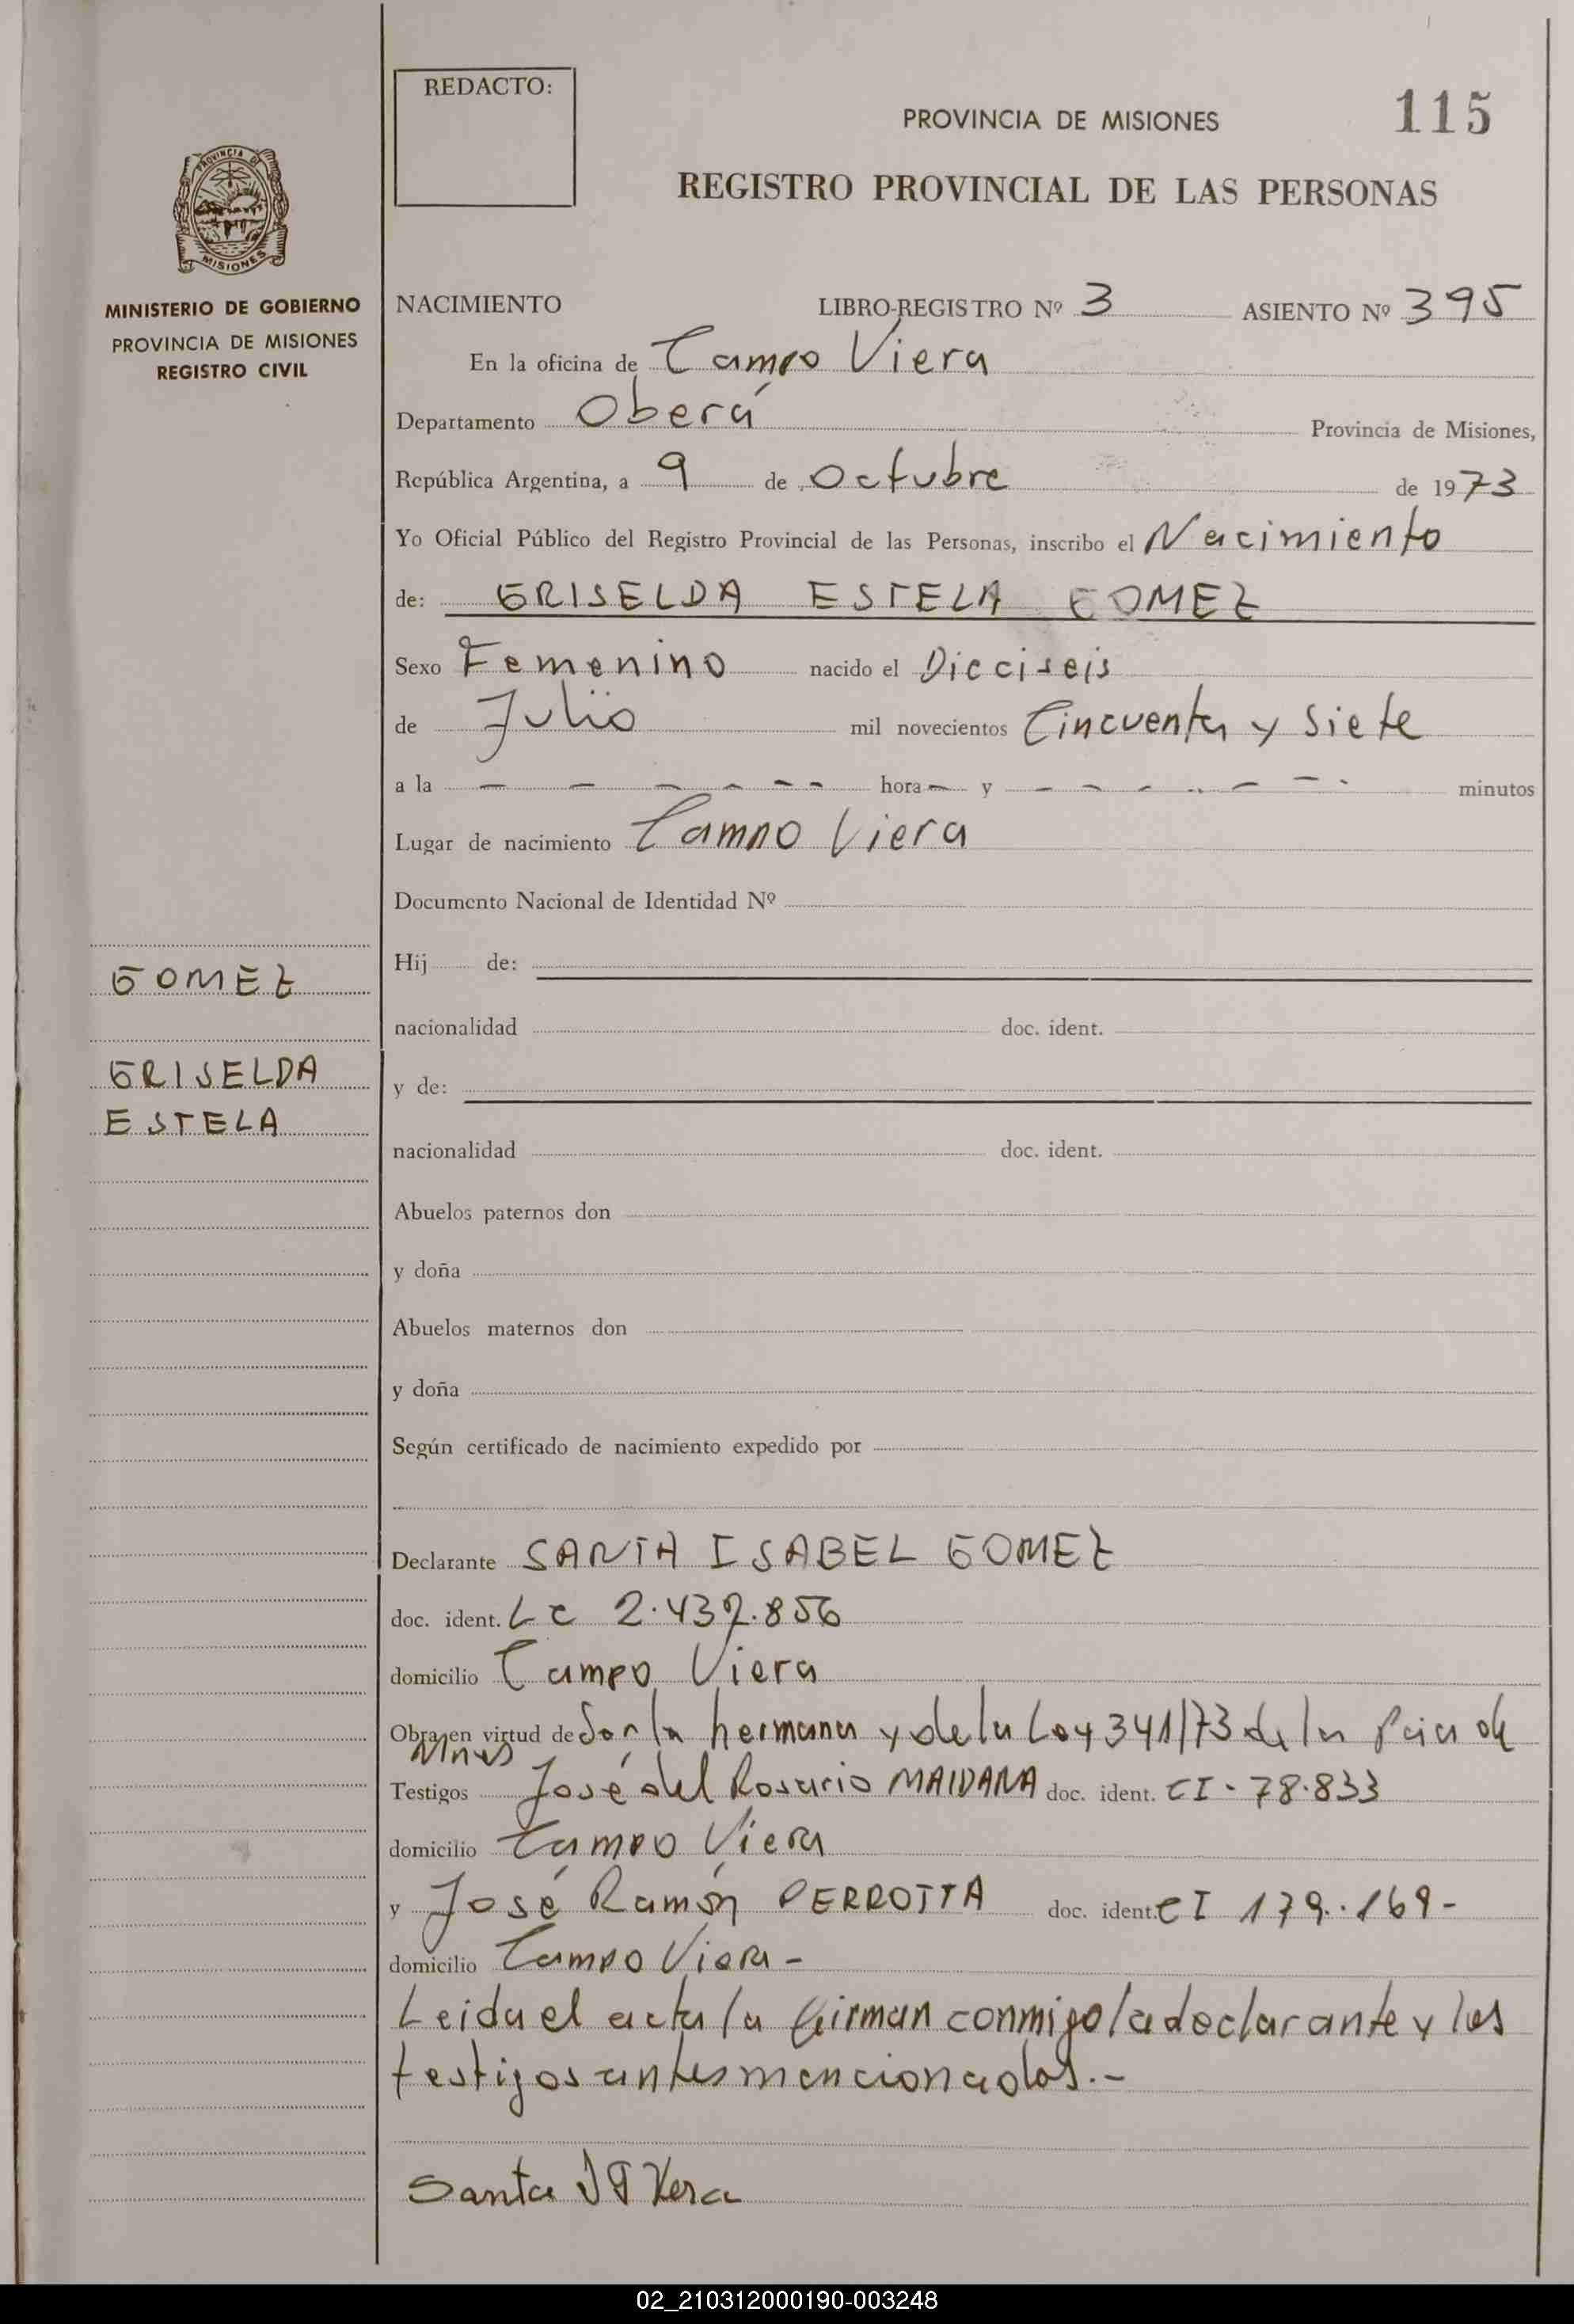 REDACTO:
PROVINCIA DE MISIONES
115
REGISTRO PROVINCIAL DE LAS PERSONAS
PROVINCIA DE
MISIONES
MINISTERIO DE GOBIERNO
PROVINCIA DE MISIONES
REGISTRO CIVIL
NACIMIENTO LIBRO-REGISTRO Nº 3 ASIENTO Nº 395
En la oficina de Campo Viera
Departamento Oberá Provincia de Misiones,
República Argentina, a 9 de Octubre de 1973
Yo Oficial Público del Registro Provincial de las Personas, inscribo el Nacimiento
de: GRISELDA ESTELA GOMEZ
Sexo Femenino nacido el Dieciseis
de Julio mil novecientos Cincuenta y Siete
a la — — — — - - hora — y - - - - - - - minutos
Lugar de nacimiento Campo Viera
Documento Nacional de Identidad Nº
Hij de:
GOMEZ
nacionalidad doc. ident.
GRISELDA
y de:
ESTELA
nacionalidad doc. ident.
Abuelos paternos don
y doña
Abuelos maternos don
y doña
Según certificado de nacimiento expedido por
Declarante SANTA ISABEL GOMEZ
doc. ident. LC 2.432.856
domicilio Campo Viera
Obra en virtud de Ser la hermana y de la Ley 341/73 de la Pcia de
Mnes
Testigos José del Rosario MAIDANA doc. ident. CI - 78.833
domicilio Campo Viera
y José Ramón PERROTTA doc. ident. CI 179.169-
domicilio Campo Viera -
Leida el acta la firman conmigo la declarante y los
testigos antes mencionados.-
Santa Vera
02_210312000190-003248